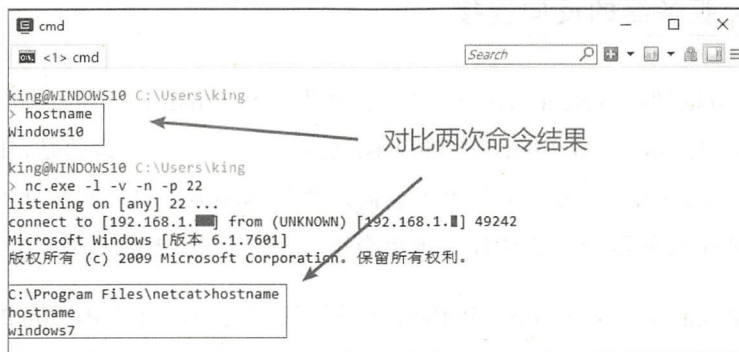 cmd
<1> cmd
Search
king@WINDOWS10 C:\Users\king
> hostname
Windows10
对比两次命令结果
king@WINDOWS10 C:\Users\king
> nc.exe -l -v -n -p 22
listening on [any] 22 ...
connect to [192.168.1.] from (UNKNOWN) [192.168.1.] 49242
Microsoft Windows [版本 6.1.7601]
版权所有 (c) 2009 Microsoft Corporation。保留所有权利。
C:\Program Files\netcat>hostname
hostname
windows7